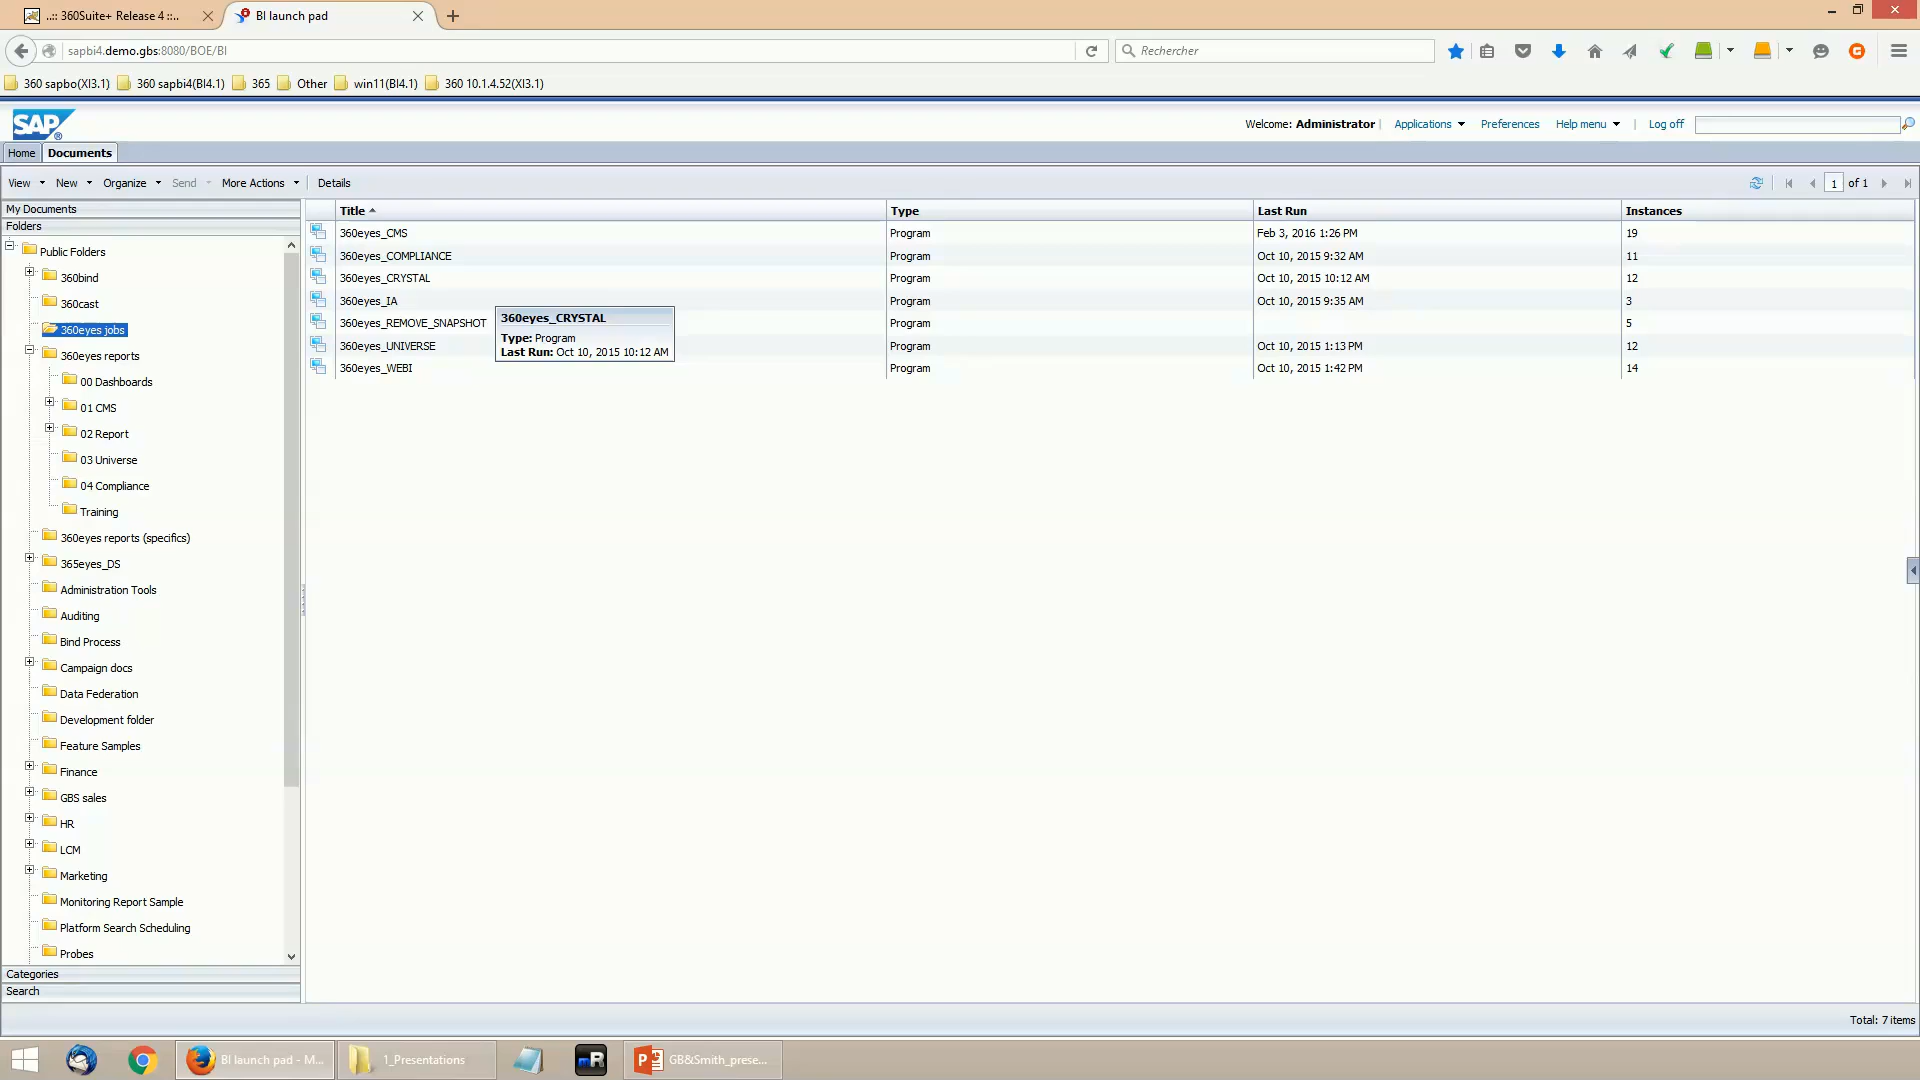 ..:: 360Suite+ Release 4 ::..
BI launch pad
sapbi4.demo.gbs:8080/BOE/BI
Rechercher
360 sapbo(XI3.1)
360 sapbi4(BI4.1)
365
Other
win11(BI4.1)
360 10.1.4.52(XI3.1)
SAP
Welcome: Administrator
Applications
Preferences
Help menu
Log off
Home
Documents
View
New
Organize
Send
More Actions
Details
1 of 1
My Documents
Folders
Public Folders
360bind
360cast
360eyes jobs
360eyes reports
00 Dashboards
01 CMS
02 Report
03 Universe
04 Compliance
Training
360eyes reports (specifics)
365eyes_DS
Administration Tools
Auditing
Bind Process
Campaign docs
Data Federation
Development folder
Feature Samples
Finance
GBS sales
HR
LCM
Marketing
Monitoring Report Sample
Platform Search Scheduling
Probes
Categories
Search
Title Type Last Run Instances
360eyes_CMS Program Feb 3, 2016 1:26 PM 19
360eyes_COMPLIANCE Program Oct 10, 2015 9:32 AM 11
360eyes_CRYSTAL Program Oct 10, 2015 10:12 AM 12
360eyes_IA Program Oct 10, 2015 9:35 AM 3
360eyes_REMOVE_SNAPSHOT Program 5
360eyes_UNIVERSE Program Oct 10, 2015 1:13 PM 12
360eyes_WEBI Program Oct 10, 2015 1:42 PM 14
360eyes_CRYSTAL
Type: Program
Last Run: Oct 10, 2015 10:12 AM
Total: 7 items
BI launch pad - M...
1_Presentations
mR
GB&Smith_prese...